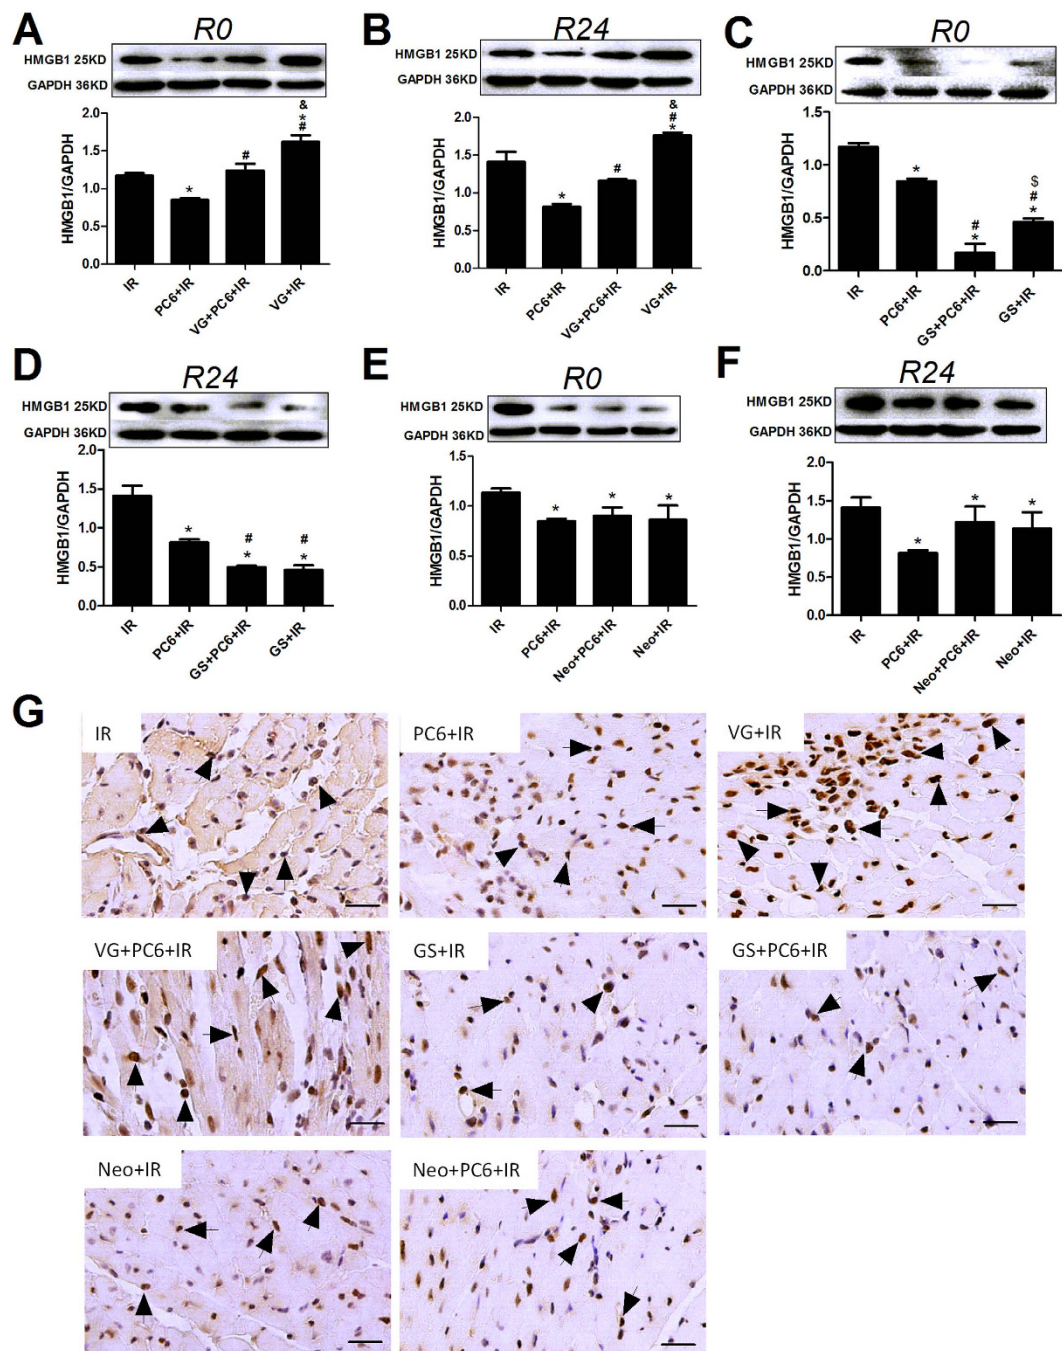 A
R0
HMGB1 25KD
GAPDH 36KD
&
*
#
#
*
2.0
1.5
1.0
0.5
0.0
HMGB1/GAPDH
IR
PC6+IR
VG+PC6+IR
VG+IR
B
R24
HMGB1 25KD
GAPDH 36KD
&
#
*
#
*
2.0
1.5
1.0
0.5
0.0
HMGB1/GAPDH
IR
PC6+IR
VG+PC6+IR
VG+IR
C
R0
HMGB1 25KD
GAPDH 36KD
1.5
1.0
0.5
0.0
HMGB1/GAPDH
*
#
*
$
#
*
IR
PC6+IR
GS+PC6+IR
GS+IR
D
R24
HMGB1 25KD
GAPDH 36KD
2.0
1.5
1.0
0.5
0.0
HMGB1/GAPDH
*
#
*
#
*
IR
PC6+IR
GS+PC6+IR
GS+IR
E
R0
HMGB1 25KD
GAPDH 36KD
1.5
1.0
0.5
0.0
HMGB1/GAPDH
*
*
*
IR
PC6+IR
Neo+PC6+IR
Neo+IR
F
R24
HMGB1 25KD
GAPDH 36KD
2.0
1.5
1.0
0.5
0.0
HMGB1/GAPDH
*
*
*
IR
PC6+IR
Neo+PC6+IR
Neo+IR
G
IR
PC6+IR
VG+IR
VG+PC6+IR
GS+IR
GS+PC6+IR
Neo+IR
Neo+PC6+IR